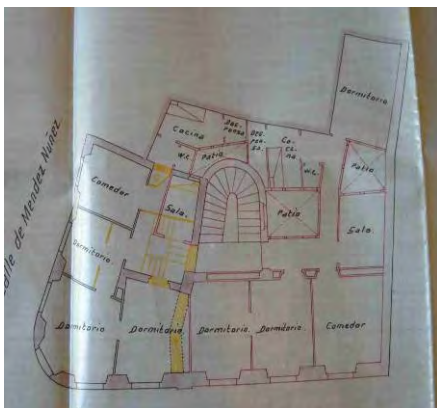 Calle de Mendez Nuñez
Dormitorio
Cocina
Des-
pensa
Des-
pen-
sa.
Co-
ci-
na
W.C.
Patio
W.C.
Comedor
Sala.
Patio
Patio
Sala
Dormitorio.
Dormitorio
Dormitorio.
Dormitorio.
Dormitorio.
Comedor